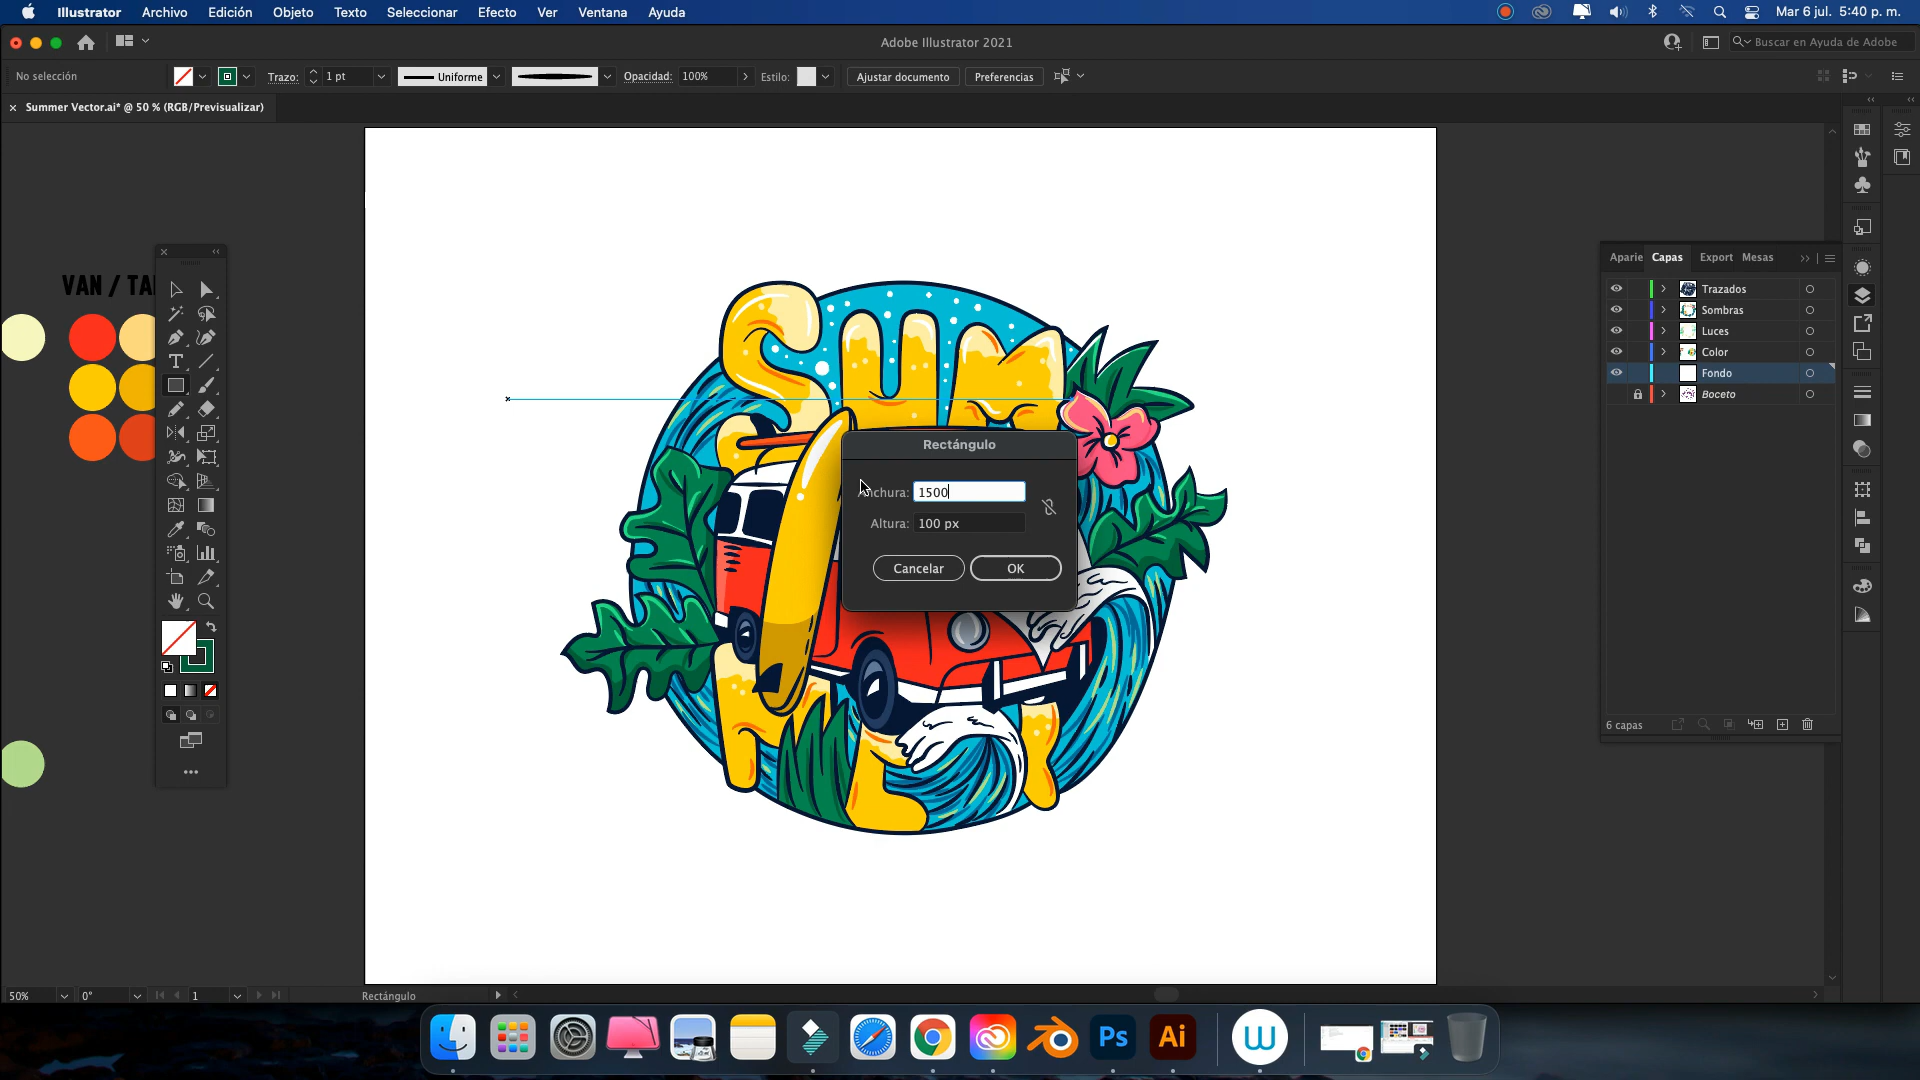 Illustrator Archivo Edición Objeto Texto Seleccionar Efecto Ver Ventana Ayuda Mar 6 jul. 5:40 p. m.
Adobe Illustrator 2021 Buscar en Ayuda de Adobe
No selección Trazo: 1 pt Uniforme Opacidad: 100% Estilo: Ajustar documento Preferencias
× Summer Vector.ai* @ 50 % (RGB/Previsualizar)
VAN / TA
Aparie Capas Export Mesas
Trazados
Sombras
Luces
Color
Fondo
Boceto
SUM
Rectángulo
nchura: 1500
Altura: 100 px
Cancelar OK
6 capas
50% 0° 1 Rectángulo
Ps Ai